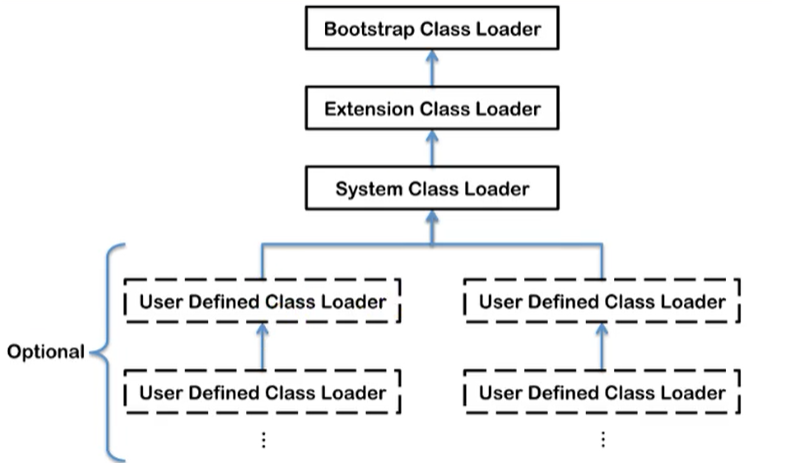 Bootstrap Class Loader
Extension Class Loader
System Class Loader
User Defined Class Loader
User Defined Class Loader
Optional
User Defined Class Loader
User Defined Class Loader
⋮
⋮